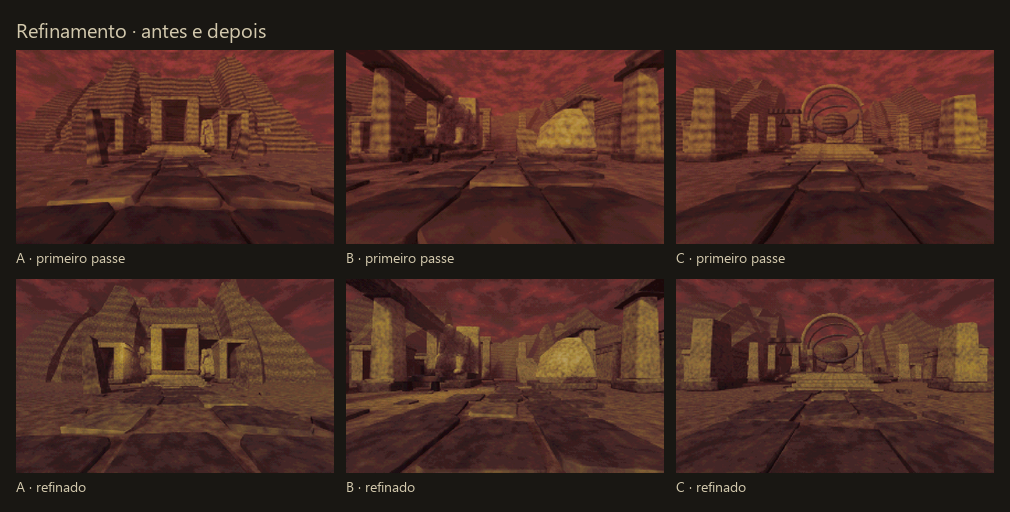 Refinamento · antes e depois
A · primeiro passe
B · primeiro passe
C · primeiro passe
A · refinado
B · refinado
C · refinado